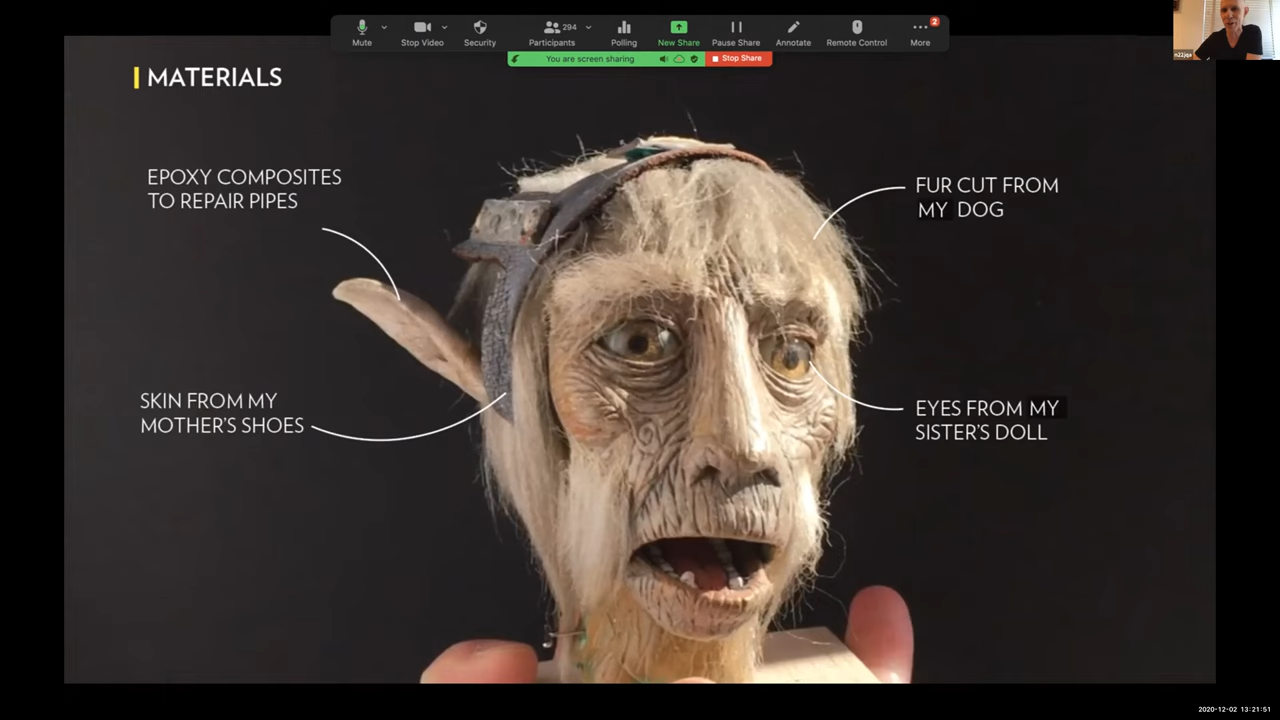 294
2
Mute
Stop Video
Security
Participants
Polling
New Share
Pause Share
Annotate
Remote Control
More
You are screen sharing
Stop Share
MATERIALS
EPOXY COMPOSITES
TO REPAIR PIPES
FUR CUT FROM
MY DOG
SKIN FROM MY
MOTHER'S SHOES
EYES FROM MY
SISTER'S DOLL
2020-12-02 13:21:51